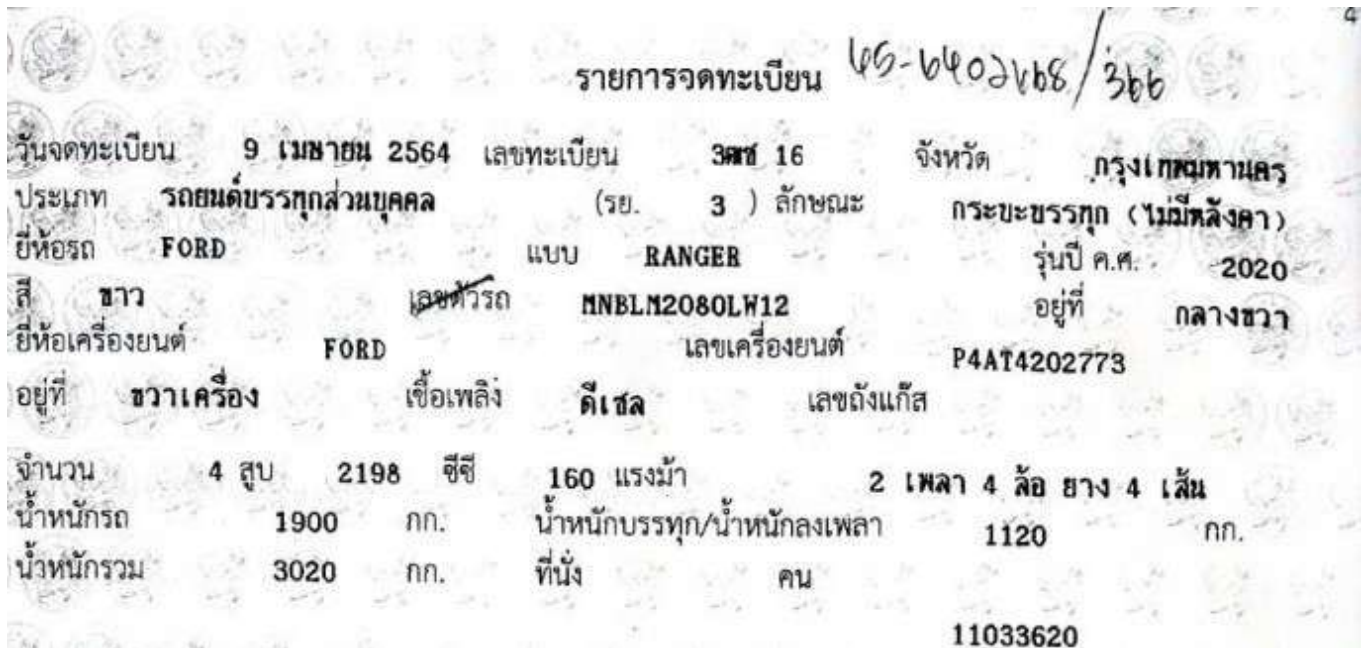 4
รายการจดทะเบียน 65-6402468/366
วันจดทะเบียน 9 เมษายน 2564 เลขทะเบียน 3ฒช 16 จังหวัด กรุงเทพมหานคร
ประเภท รถยนต์บรรทุกส่วนบุคคล (รย. 3 ) ลักษณะ กระบะบรรทุก (ไม่มีหลังคา)
ยี่ห้อรถ FORD แบบ RANGER รุ่นปี ค.ศ. 2020
สี ขาว เลขตัวรถ MNBLM2080LW12 อยู่ที่ กลางขวา
ยี่ห้อเครื่องยนต์ FORD เลขเครื่องยนต์ P4AT4202773
อยู่ที่ ขวาเครื่อง เชื้อเพลิง ดีเซล เลขถังแก๊ส
จำนวน 4 สูบ 2198 ซีซี 160 แรงม้า 2 เพลา 4 ล้อ ยาง 4 เส้น
น้ำหนักรถ 1900 กก. น้ำหนักบรรทุก/น้ำหนักลงเพลา 1120 กก.
น้ำหนักรวม 3020 กก. ที่นั่ง คน
11033620